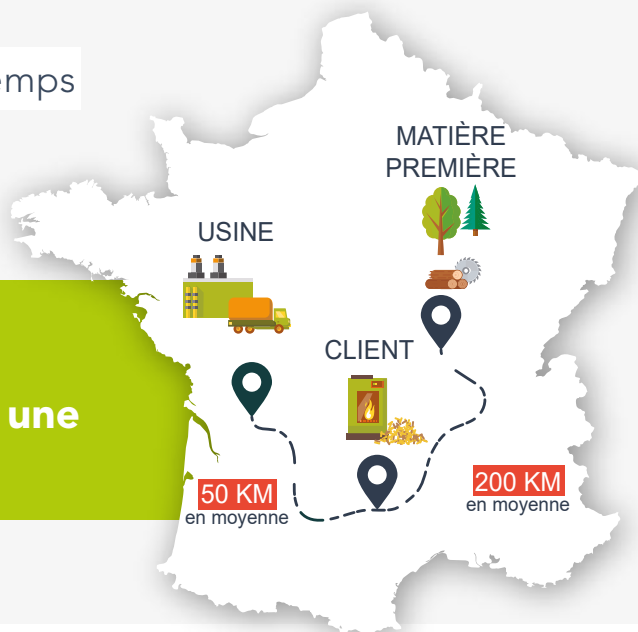 emps
MATIÈRE
PREMIÈRE
USINE
CLIENT
une
50 KM
en moyenne
200 KM
en moyenne